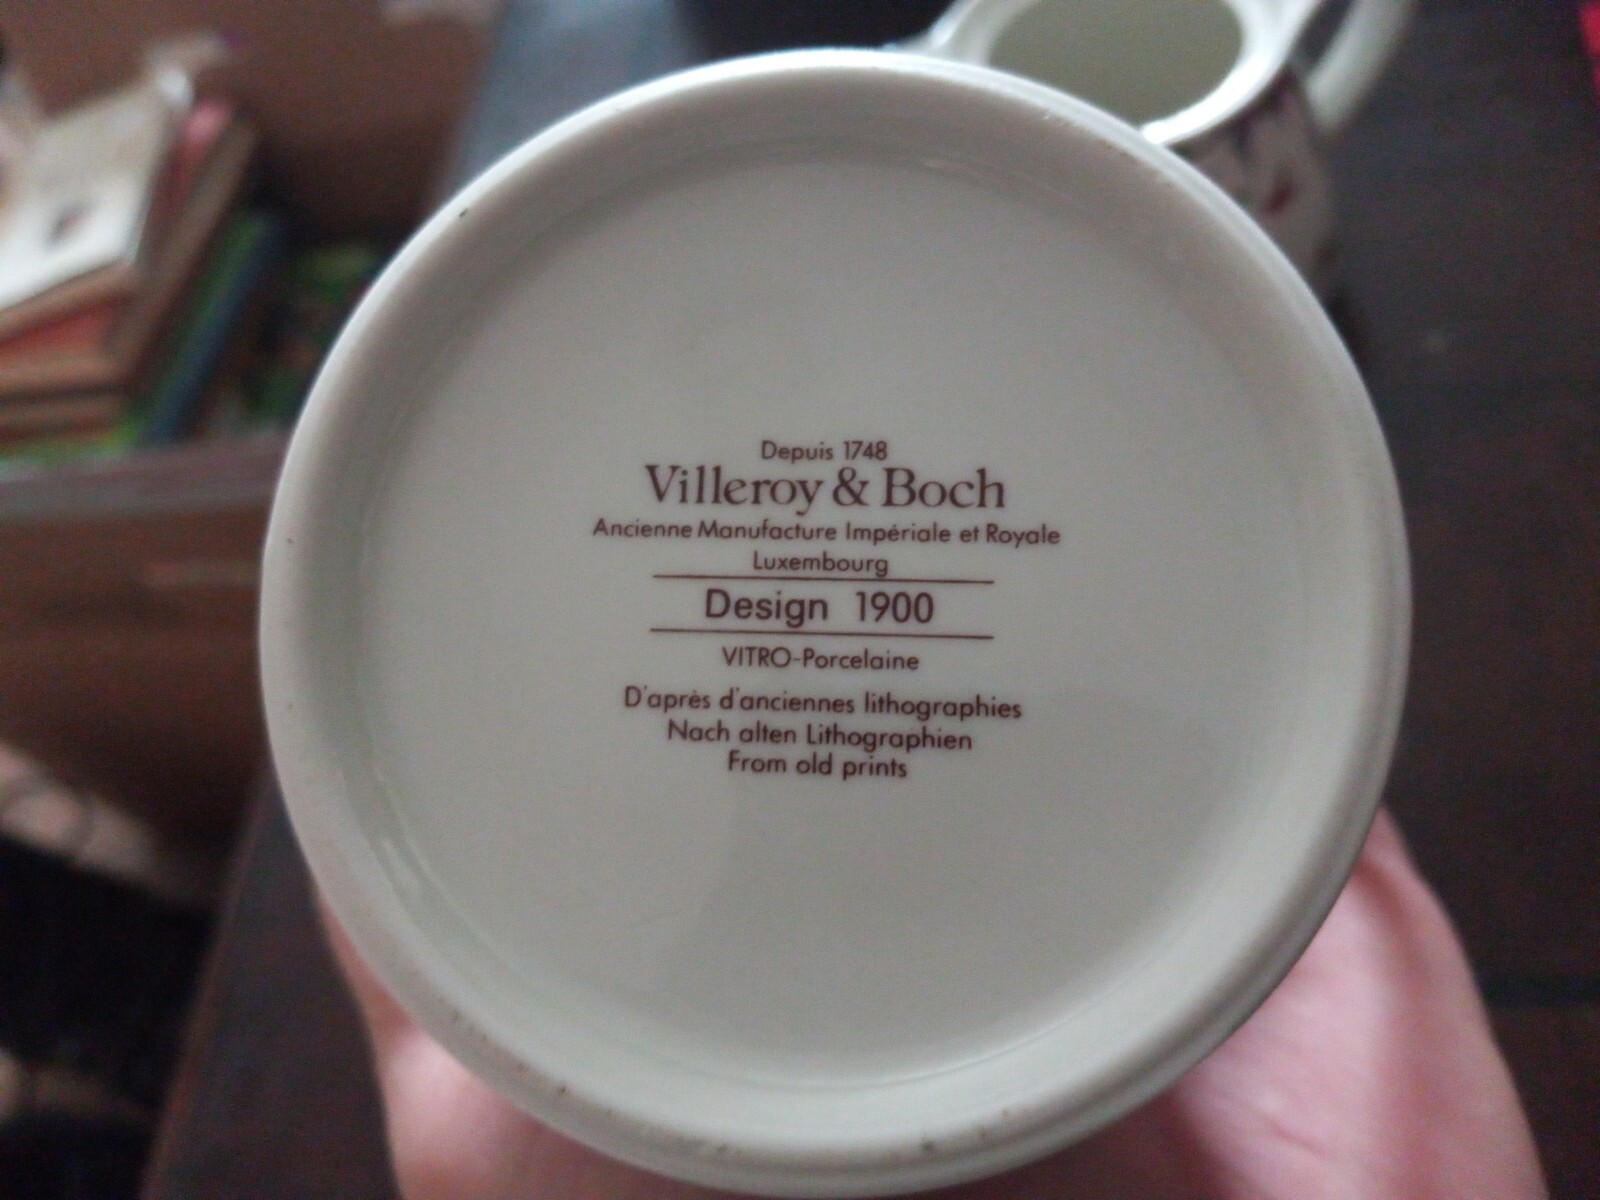 Depuis 1748
Villeroy & Boch
Ancienne Manufacture Impériale et Royale
Luxembourg
Design 1900
VITRO-Porcelaine
D'après d'anciennes lithographies
Nach alten Lithographien
From old prints